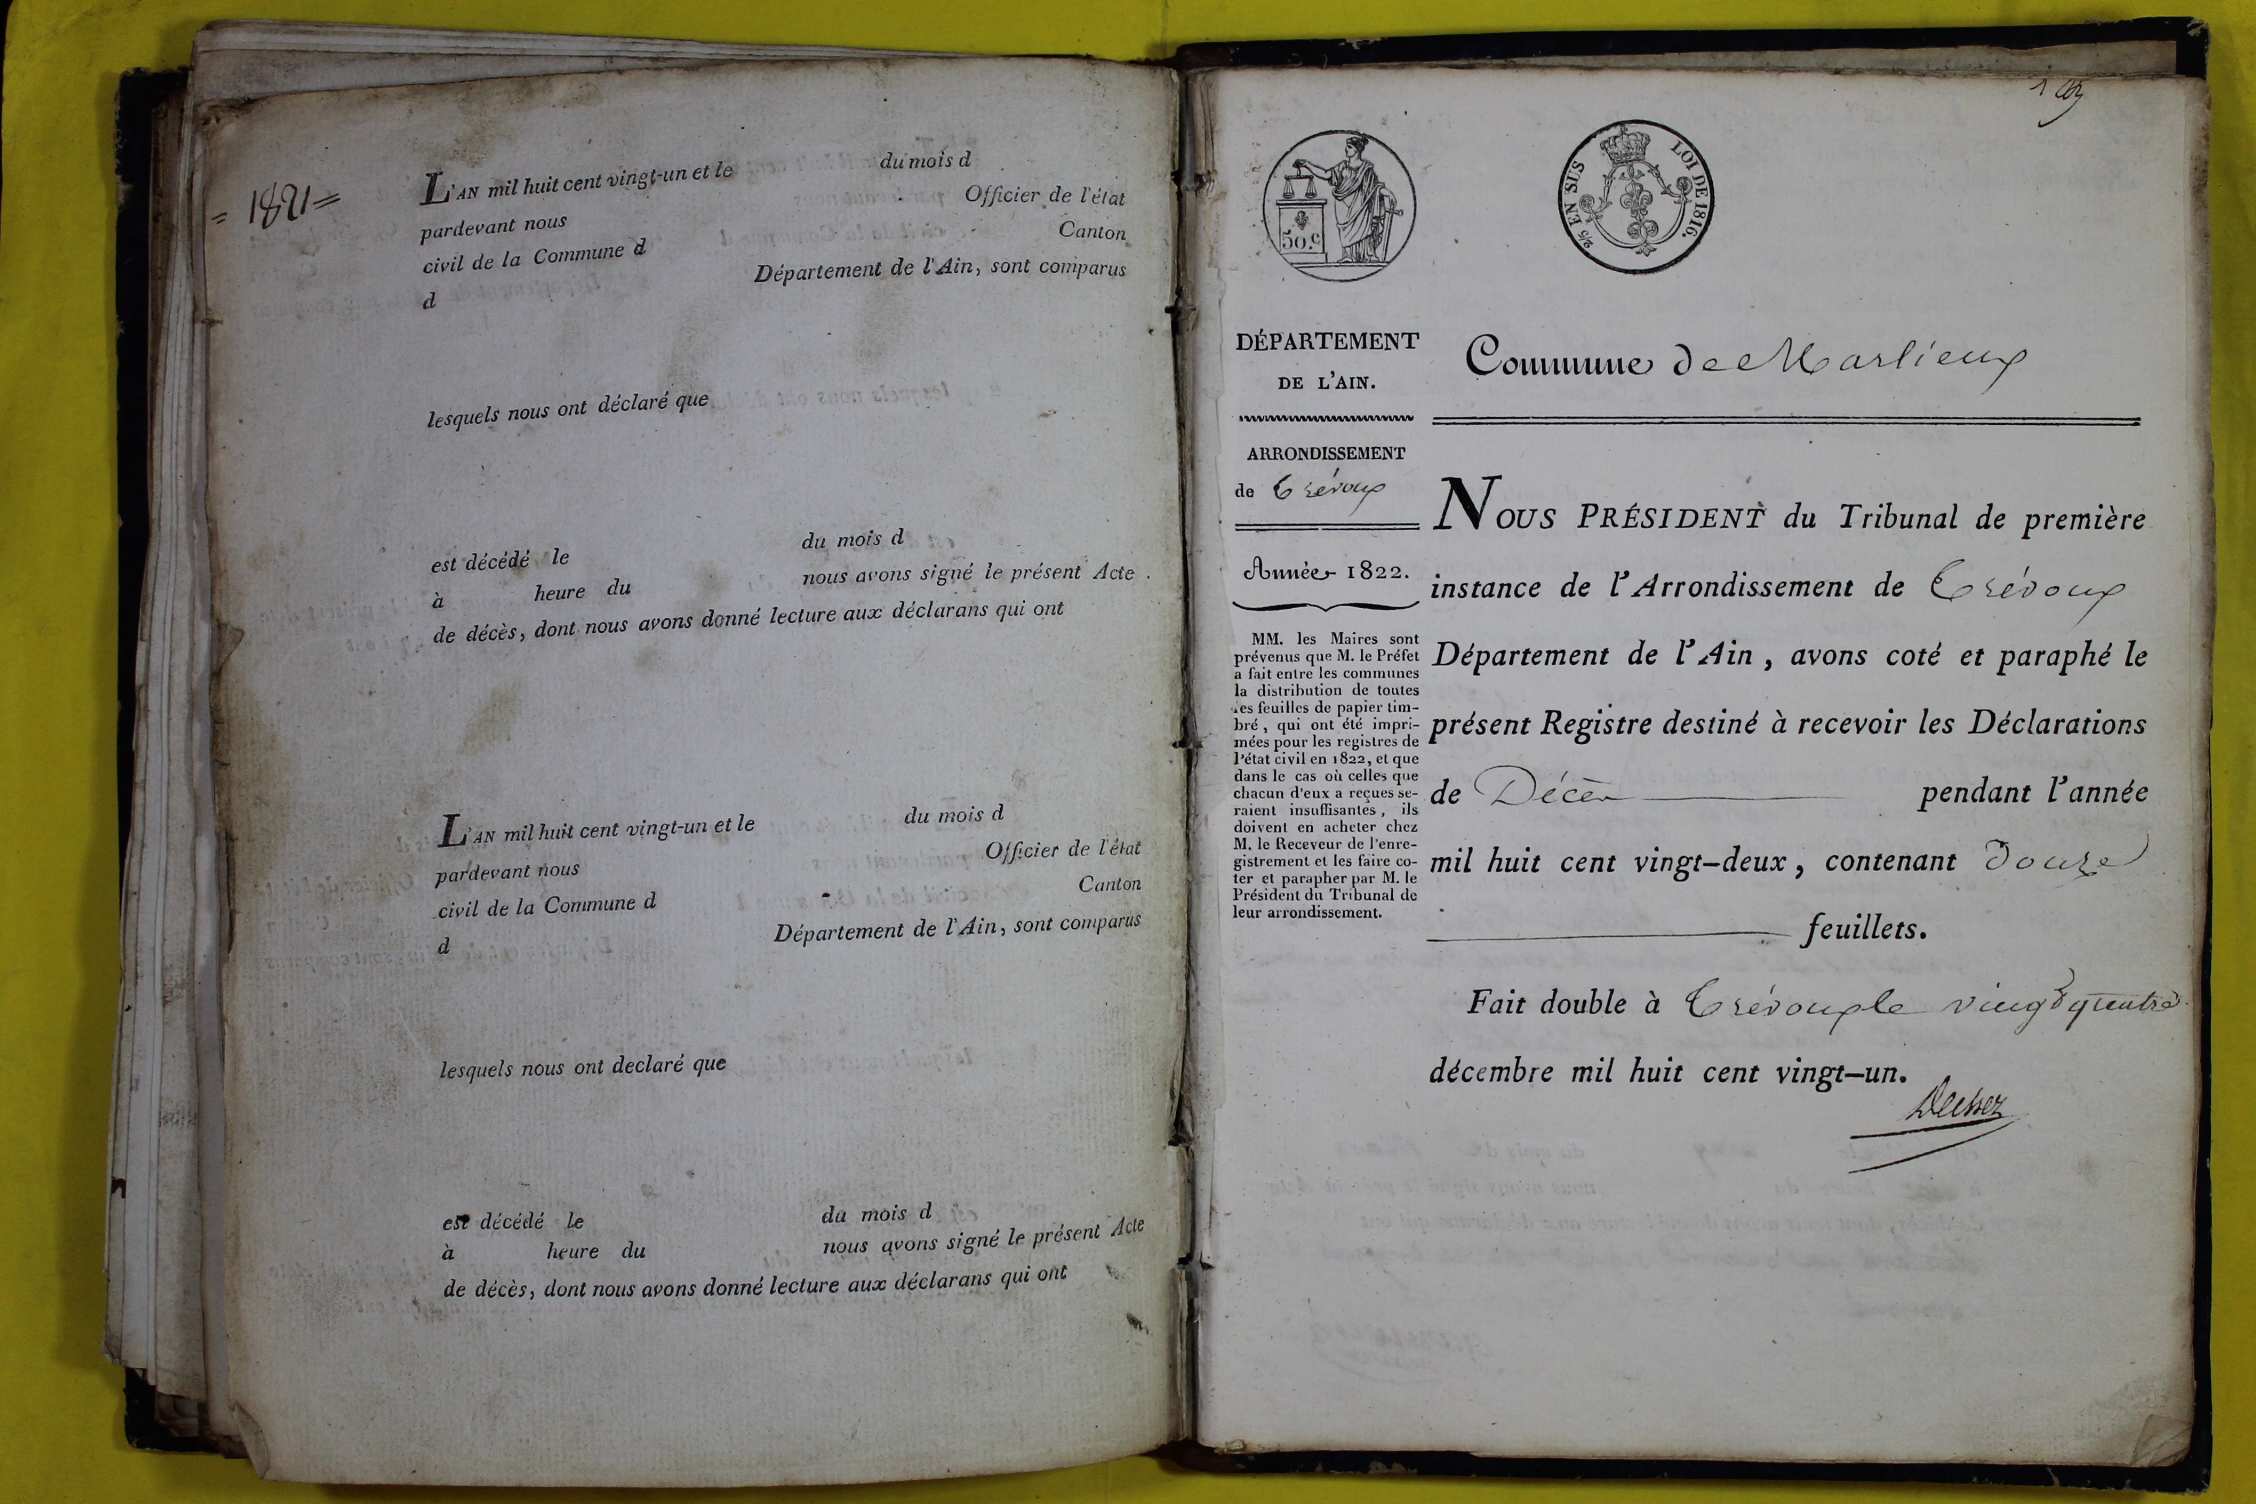 = 1821 =
L'AN mil huit cent vingt-un et le du mois d
pardevant nous Officier de l'état
civil de la Commune d Canton
d Département de l'Ain, sont comparus
lesquels nous ont déclaré que
est décédé le du mois d
à heure du nous avons signé le présent Acte
de décès, dont nous avons donné lecture aux déclarans qui ont
L'AN mil huit cent vingt-un et le du mois d
pardevant nous Officier de l'état
civil de la Commune d Canton
d Département de l'Ain, sont comparus
lesquels nous ont declaré que
est décédé le du mois d
à heure du nous avons signé le présent Acte
de décès, dont nous avons donné lecture aux déclarans qui ont
1
50.c
2/5 EN SUS LOI DE 1816.
DÉPARTEMENT
DE L'AIN.
ARRONDISSEMENT
de Trévoux
Année 1822.
MM. les Maires sont
prévenus que M. le Préfet
a fait entre les communes
la distribution de toutes
les feuilles de papier tim-
bré, qui ont été impri-
mées pour les registres de
l'état civil en 1822, et que
dans le cas où celles que
chacun d'eux a reçues se-
raient insuffisantes, ils
doivent en acheter chez
M. le Receveur de l'enre-
gistrement et les faire co-
ter et parapher par M. le
Président du Tribunal de
leur arrondissement.
Commune de Marlieux
NOUS PRÉSIDENT du Tribunal de première
instance de l'Arrondissement de Trévoux
Département de l'Ain, avons coté et paraphé le
présent Registre destiné à recevoir les Déclarations
de Décès pendant l'année
mil huit cent vingt-deux, contenant douze
feuillets.
Fait double à Trévoux le vingt quatre
décembre mil huit cent vingt-un.